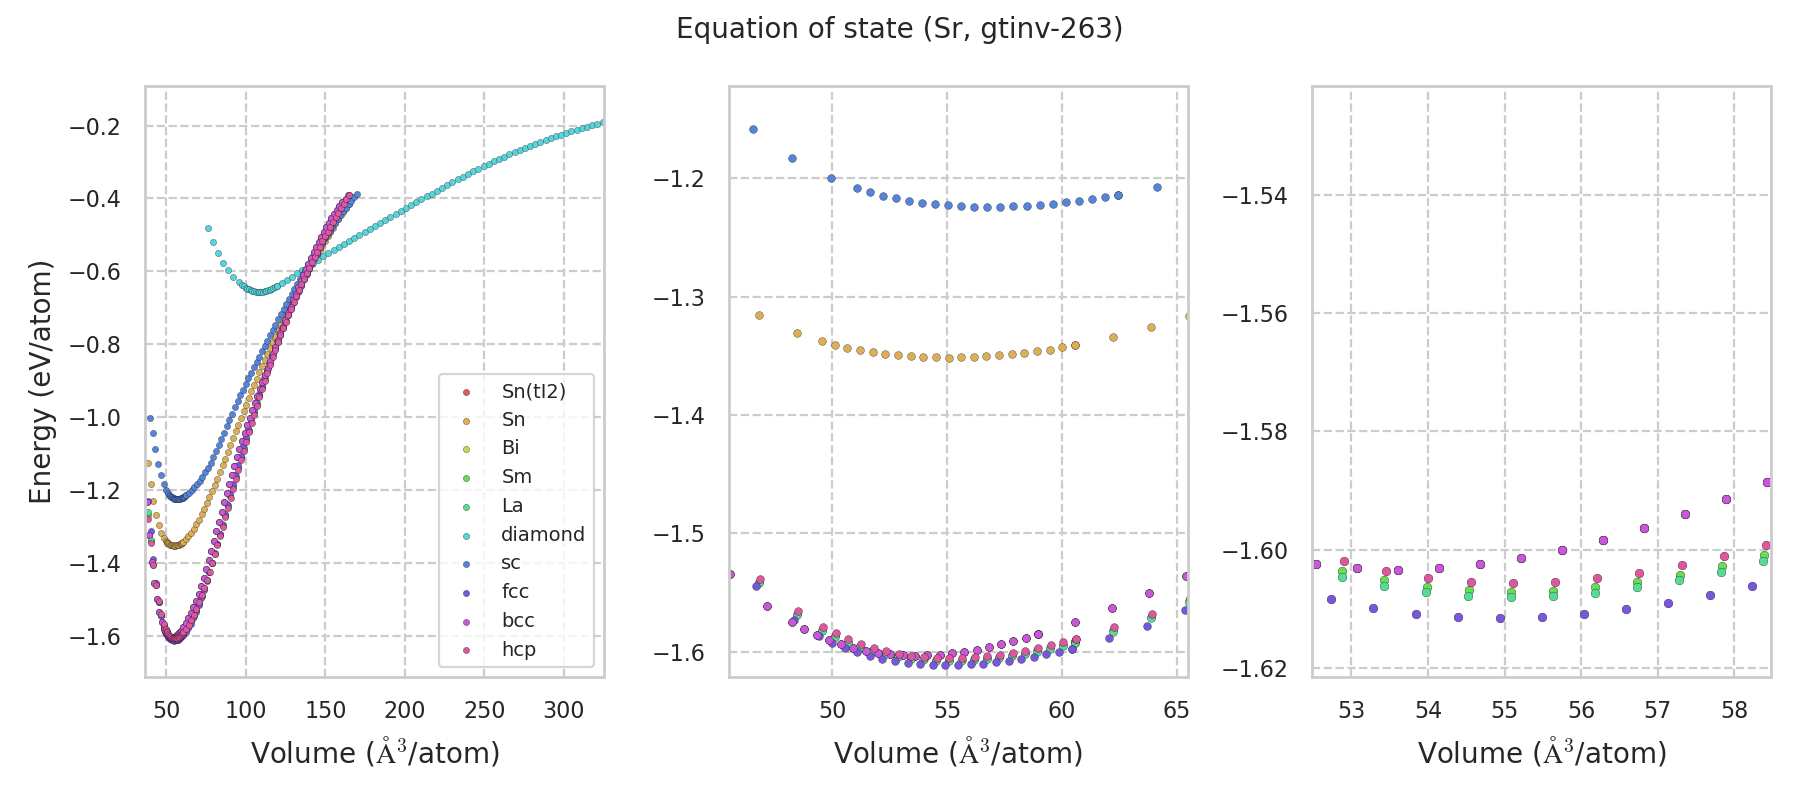 Equation of state (Sr, gtinv-263)
Energy (eV/atom)
−0.2
−0.4
−0.6
−0.8
−1.0
−1.2
−1.4
−1.6
50 100 150 200 250 300
Volume (Å³/atom)
Sn(tI2)
Sn
Bi
Sm
La
diamond
sc
fcc
bcc
hcp
−1.2
−1.3
−1.4
−1.5
−1.6
50 55 60 65
Volume (Å³/atom)
−1.54
−1.56
−1.58
−1.60
−1.62
53 54 55 56 57 58
Volume (Å³/atom)